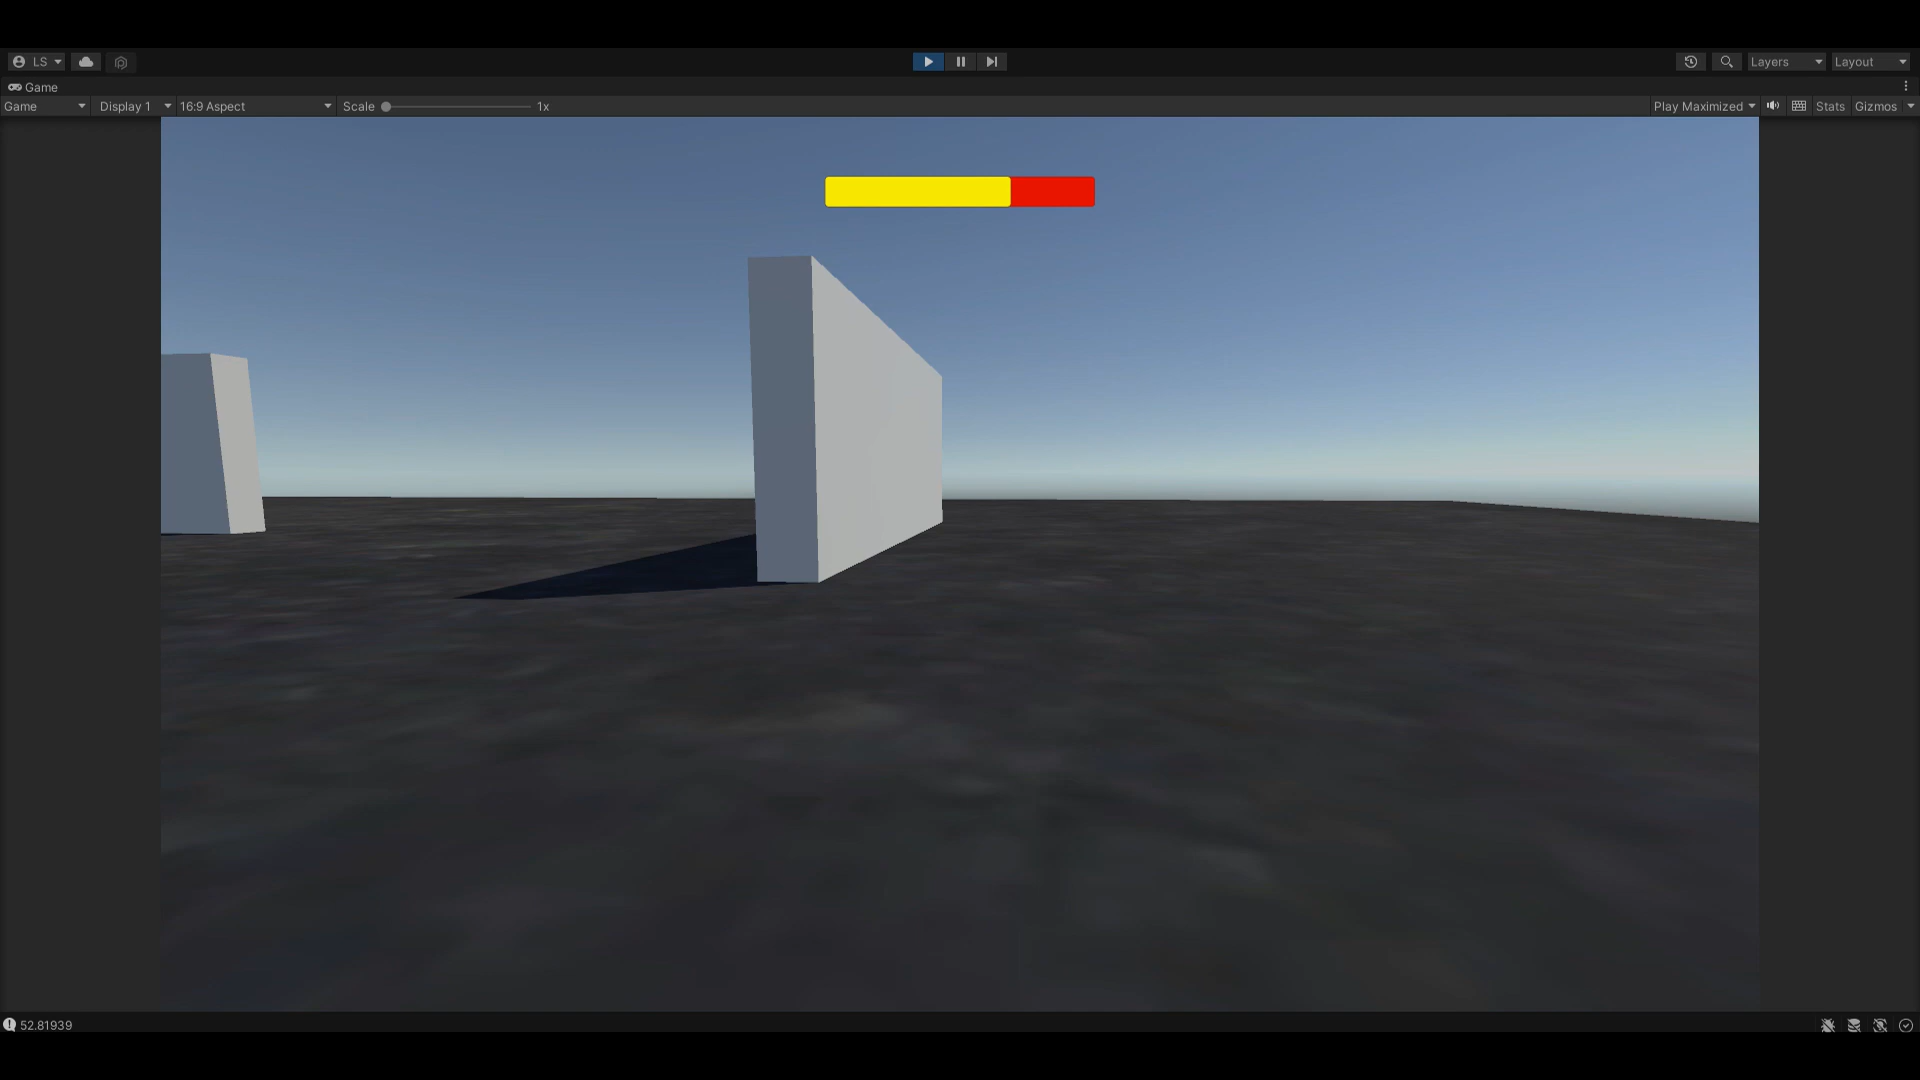 LS
Layers
Layout
Game
Game
Display 1
16:9 Aspect
Scale
1x
Play Maximized
Stats
Gizmos
52.81939